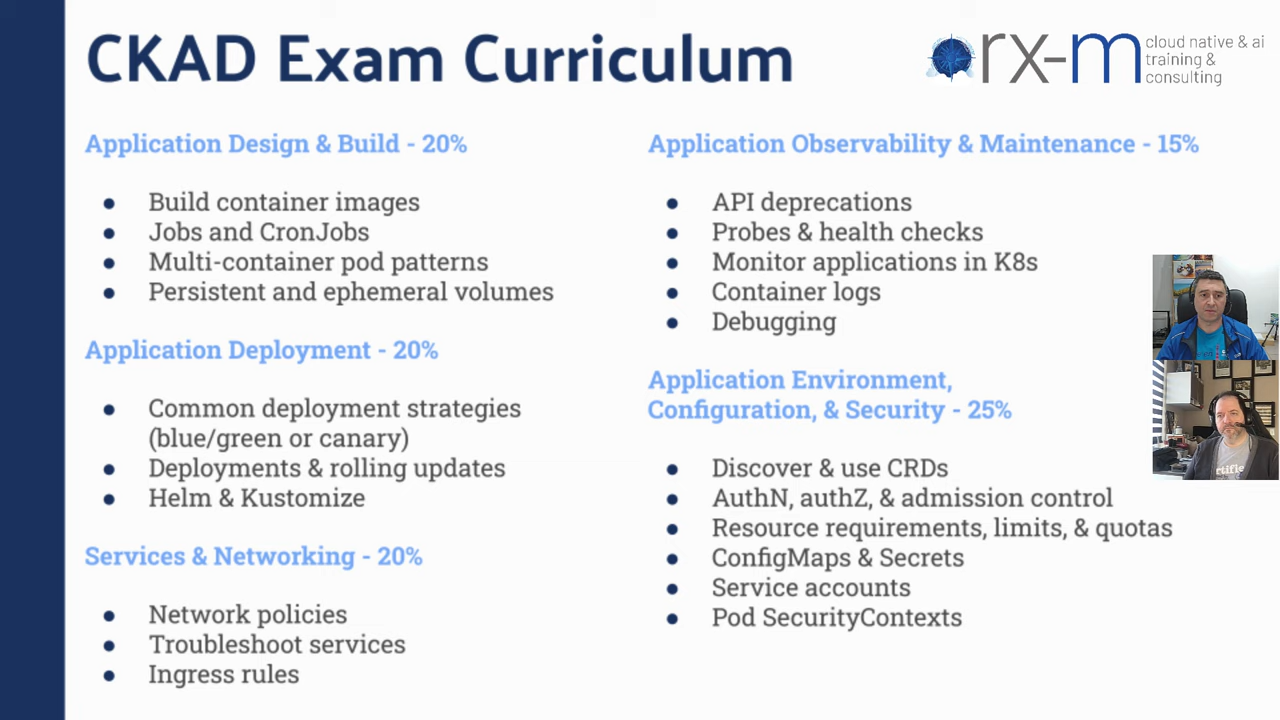 CKAD Exam Curriculum
rx-m
cloud native & ai
training &
consulting
Application Design & Build - 20%
● Build container images
● Jobs and CronJobs
● Multi-container pod patterns
● Persistent and ephemeral volumes
Application Deployment - 20%
● Common deployment strategies
(blue/green or canary)
● Deployments & rolling updates
● Helm & Kustomize
Services & Networking - 20%
● Network policies
● Troubleshoot services
● Ingress rules
Application Observability & Maintenance - 15%
● API deprecations
● Probes & health checks
● Monitor applications in K8s
● Container logs
● Debugging
Application Environment,
Configuration, & Security - 25%
● Discover & use CRDs
● AuthN, authZ, & admission control
● Resource requirements, limits, & quotas
● ConfigMaps & Secrets
● Service accounts
● Pod SecurityContexts